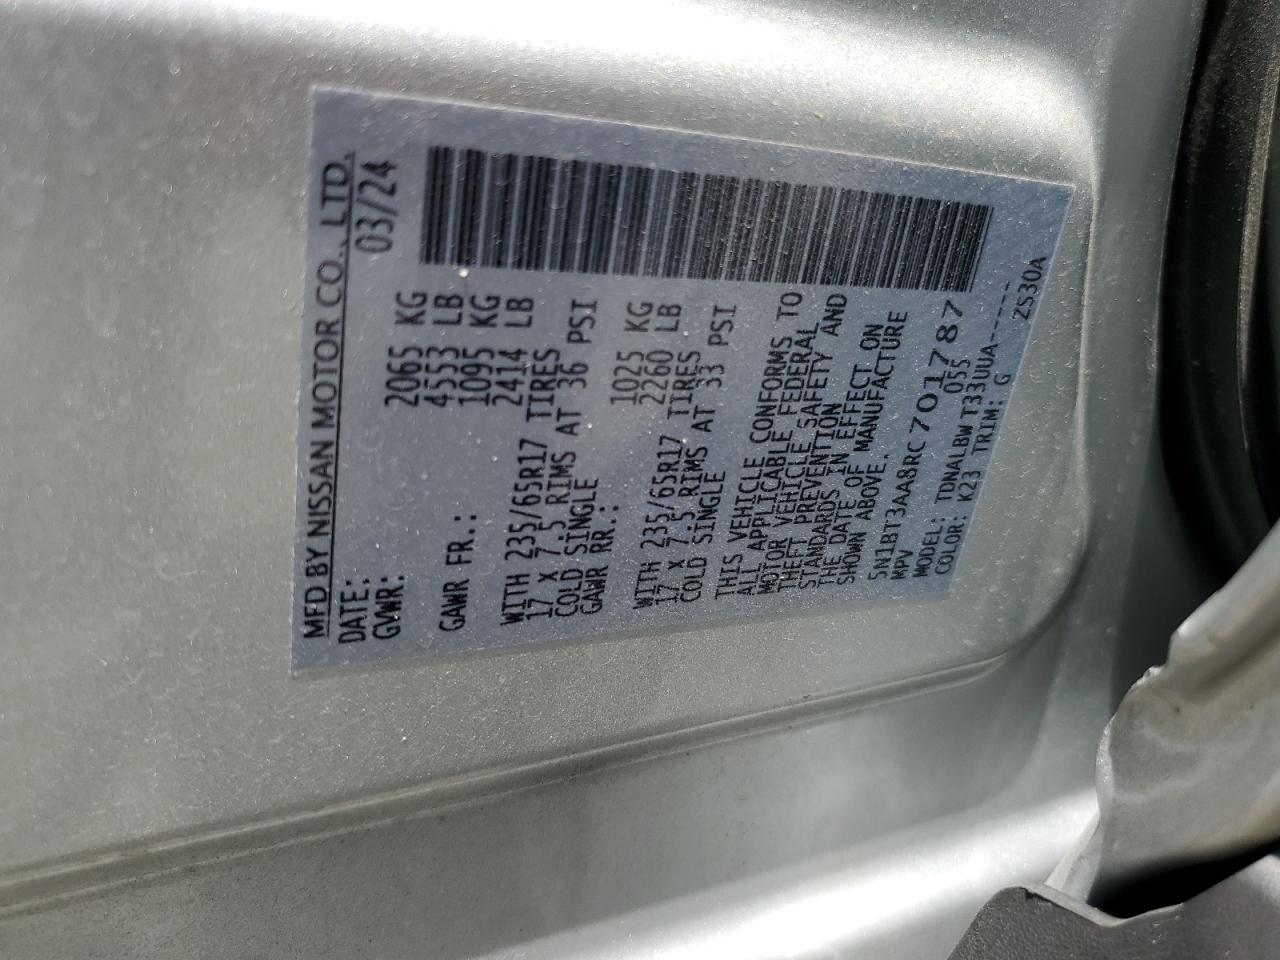 MFD BY NISSAN MOTOR CO., LTD.
DATE: 03/24
GVWR: 2065 KG
4553 LB
GAWR FR.: 1095 KG
2414 LB
WITH 235/65R17 TIRES
17 X 7.5 RIMS AT 36 PSI
COLD SINGLE
GAWR RR.: 1025 KG
2260 LB
WITH 235/65R17 TIRES
17 X 7.5 RIMS AT 33 PSI
COLD SINGLE
THIS VEHICLE CONFORMS TO
ALL APPLICABLE FEDERAL
MOTOR VEHICLE SAFETY AND
THEFT PREVENTION
STANDARDS IN EFFECT ON
THE DATE OF MANUFACTURE
SHOWN ABOVE.
5N1BT3AA8RC701787
MPV 055
MODEL: TDNALBWT33UUA------
COLOR: K23 TRIM: G ZS30A